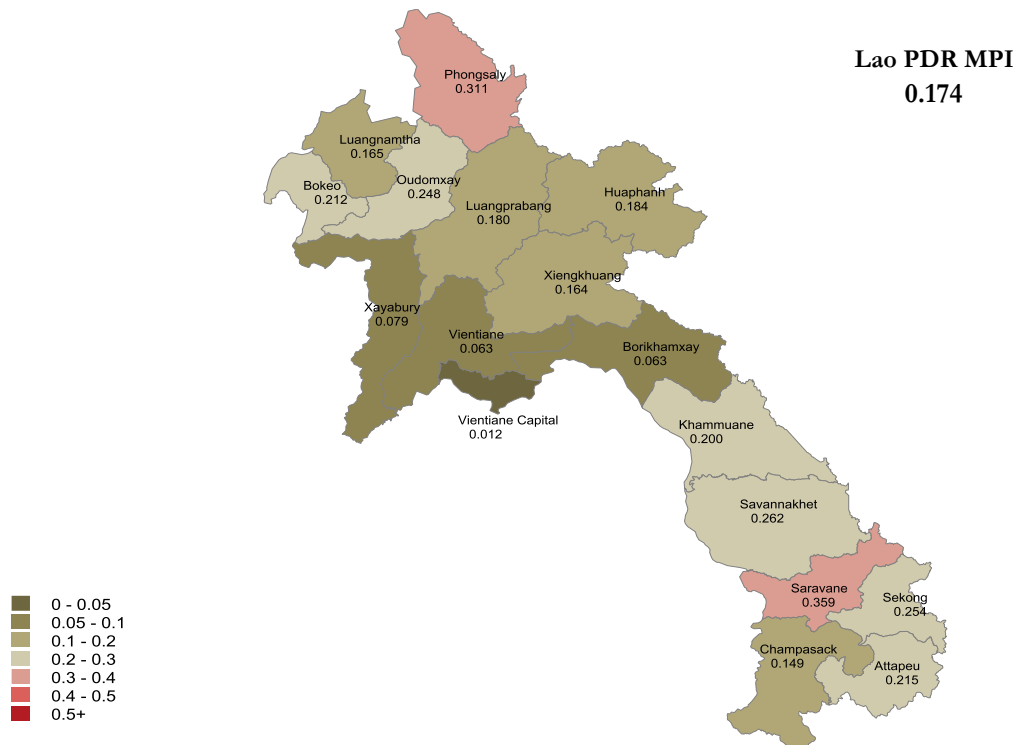 Lao PDR MPI
0.174
Phongsaly
0.311
Luangnamtha
0.165
Oudomxay
0.248
Bokeo
0.212
Luangprabang
0.180
Huaphanh
0.184
Xiengkhuang
0.164
Xayabury
0.079
Vientiane
0.063
Borikhamxay
0.063
Vientiane Capital
0.012
Khammuane
0.200
Savannakhet
0.262
Saravane
0.359
Sekong
0.254
Champasack
0.149
Attapeu
0.215
0 - 0.05
0.05 - 0.1
0.1 - 0.2
0.2 - 0.3
0.3 - 0.4
0.4 - 0.5
0.5+